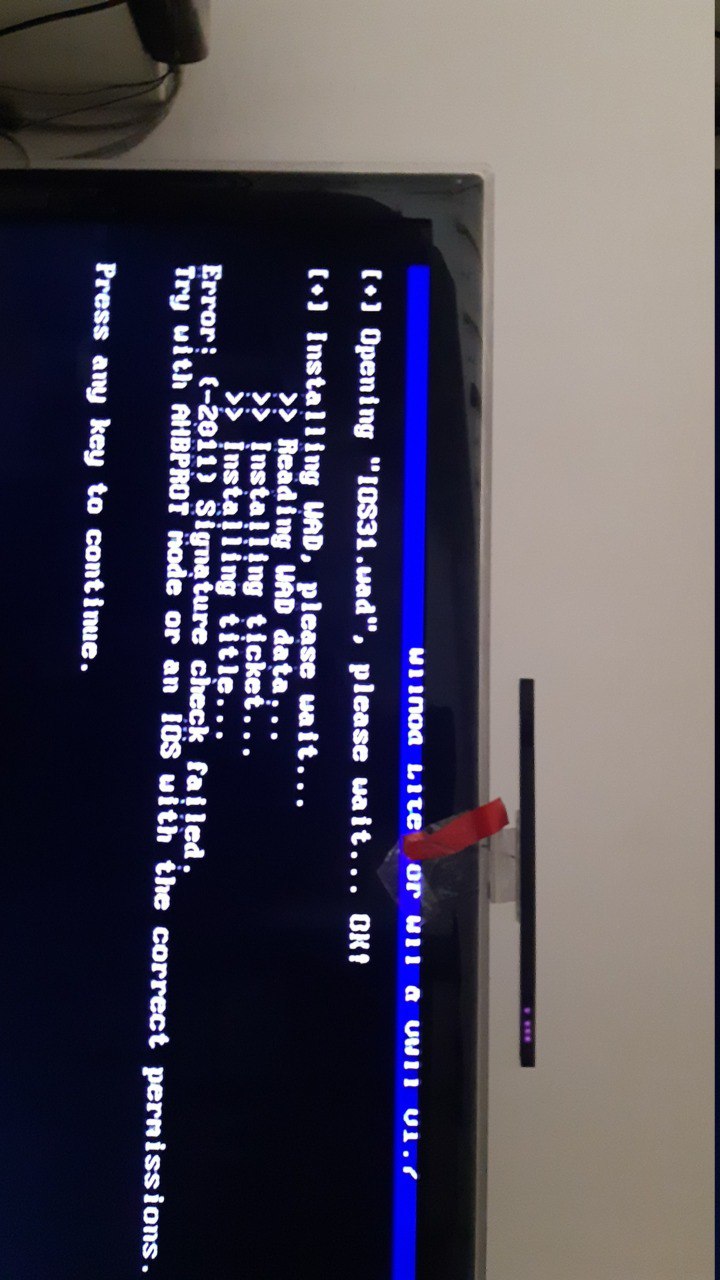 WiiMod Lite for Wii & vWii v1.7
[+] Opening "IOS31.wad", please wait... OK!
[+] Installing WAD, please wait...
>> Reading WAD data...
>> Installing ticket...
>> Installing title...
Error! (-2011) Signature check failed.
Try with AHBPROT mode or an IOS with the correct permissions.
Press any key to continue.